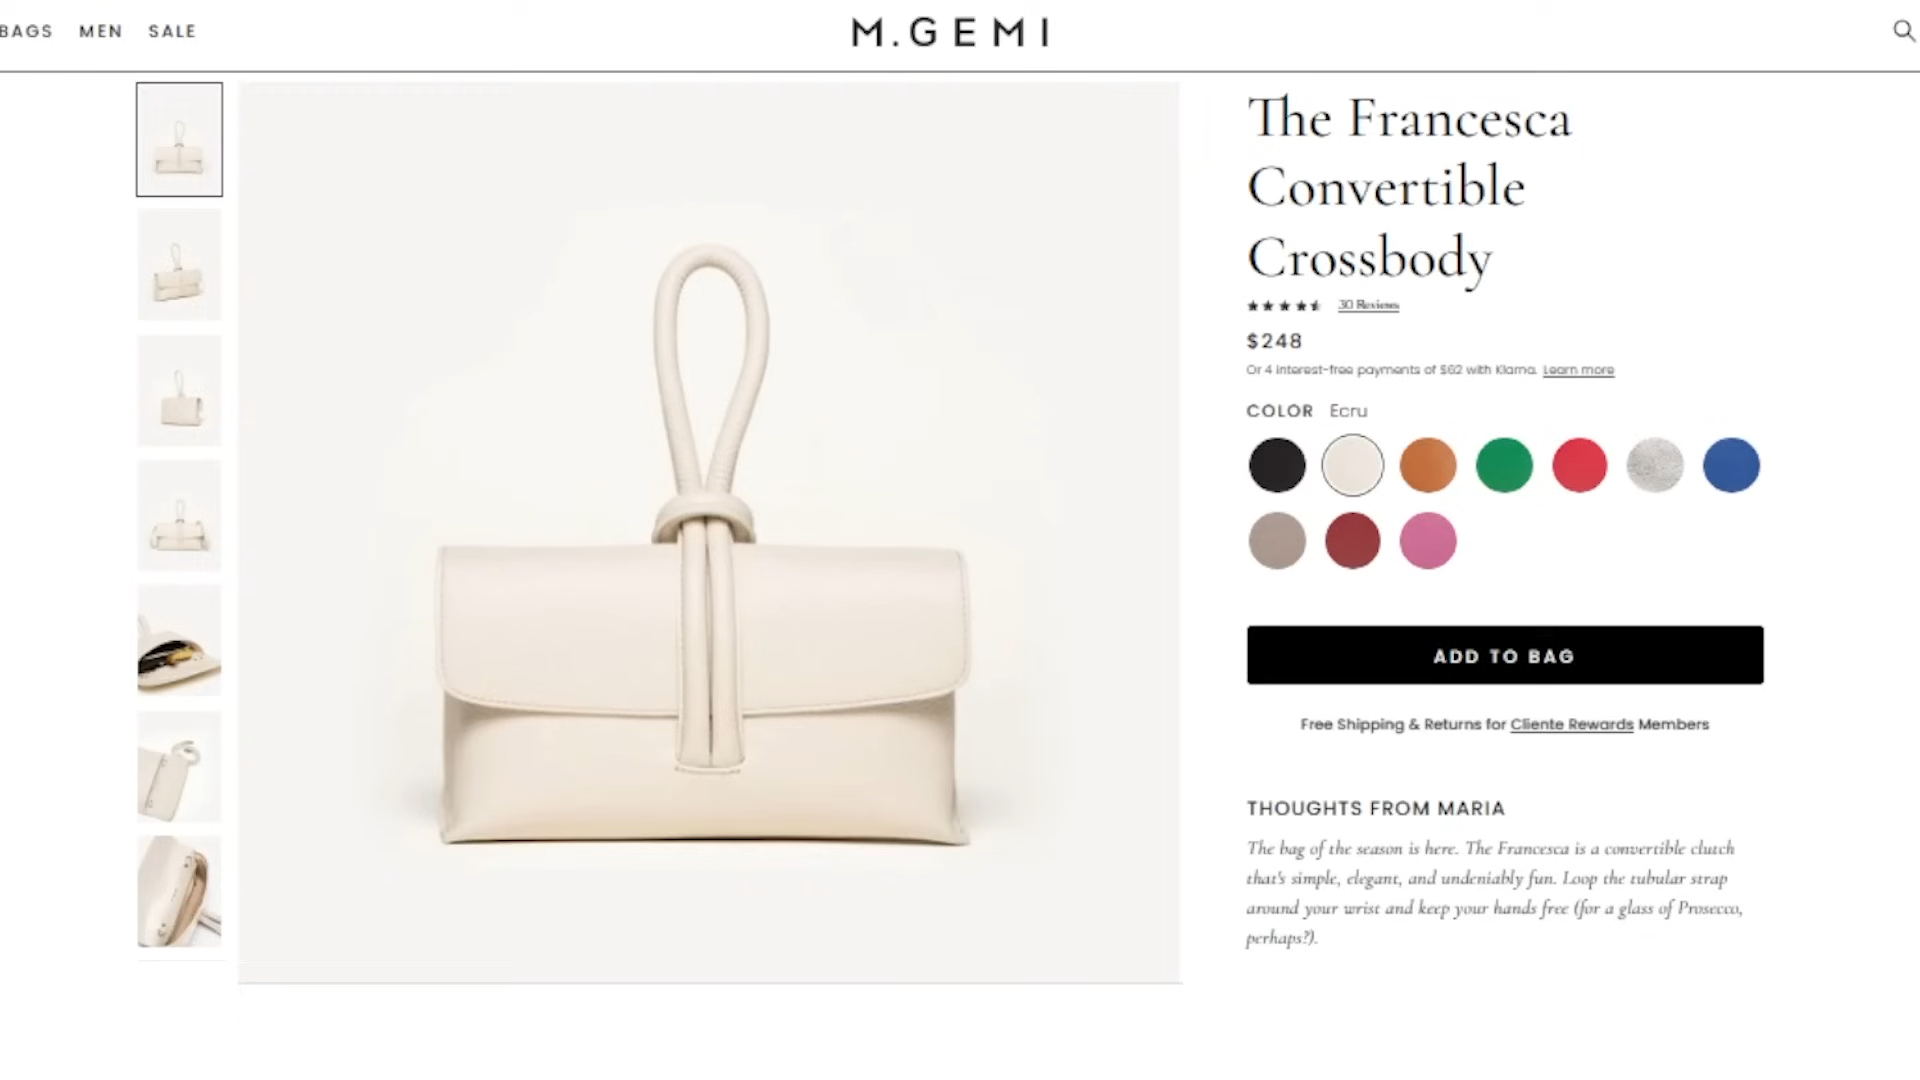 BAGS MEN SALE
M.GEMI
The Francesca
Convertible
Crossbody
30 Reviews
$248
Or 4 interest-free payments of $62 with Klarna. Learn more
COLOR Ecru
ADD TO BAG
Free Shipping & Returns for Cliente Rewards Members
THOUGHTS FROM MARIA
The bag of the season is here. The Francesca is a convertible clutch
that's simple, elegant, and undeniably fun. Loop the tubular strap
around your wrist and keep your hands free (for a glass of Prosecco,
perhaps?).